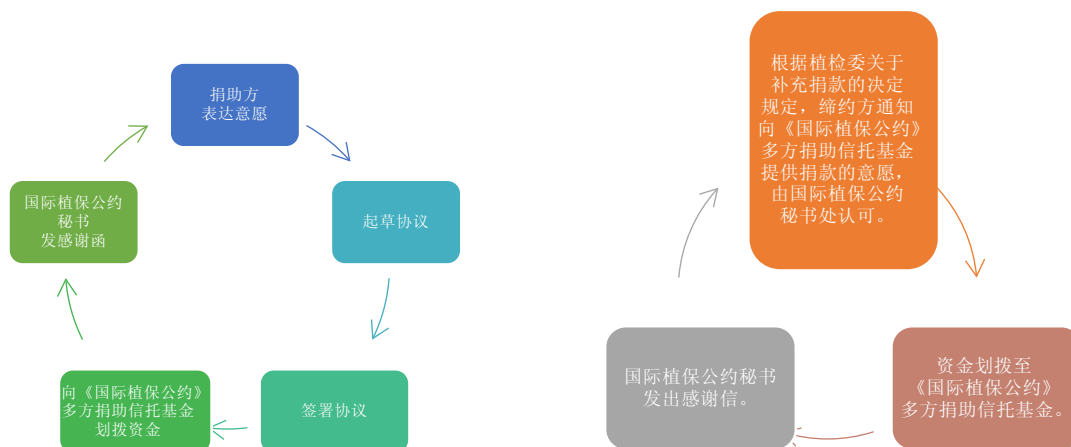 捐助方
表达意愿
起草协议
签署协议
向《国际植保公约》
多方捐助信托基金
划拨资金
国际植保公约
秘书
发感谢函
根据植检委关于
补充捐款的决定
规定，缔约方通知
向《国际植保公约》
多方捐助信托基金
提供捐款的意愿，
由国际植保公约
秘书处认可。
资金划拨至
《国际植保公约》
多方捐助信托基金。
国际植保公约秘书
发出感谢信。